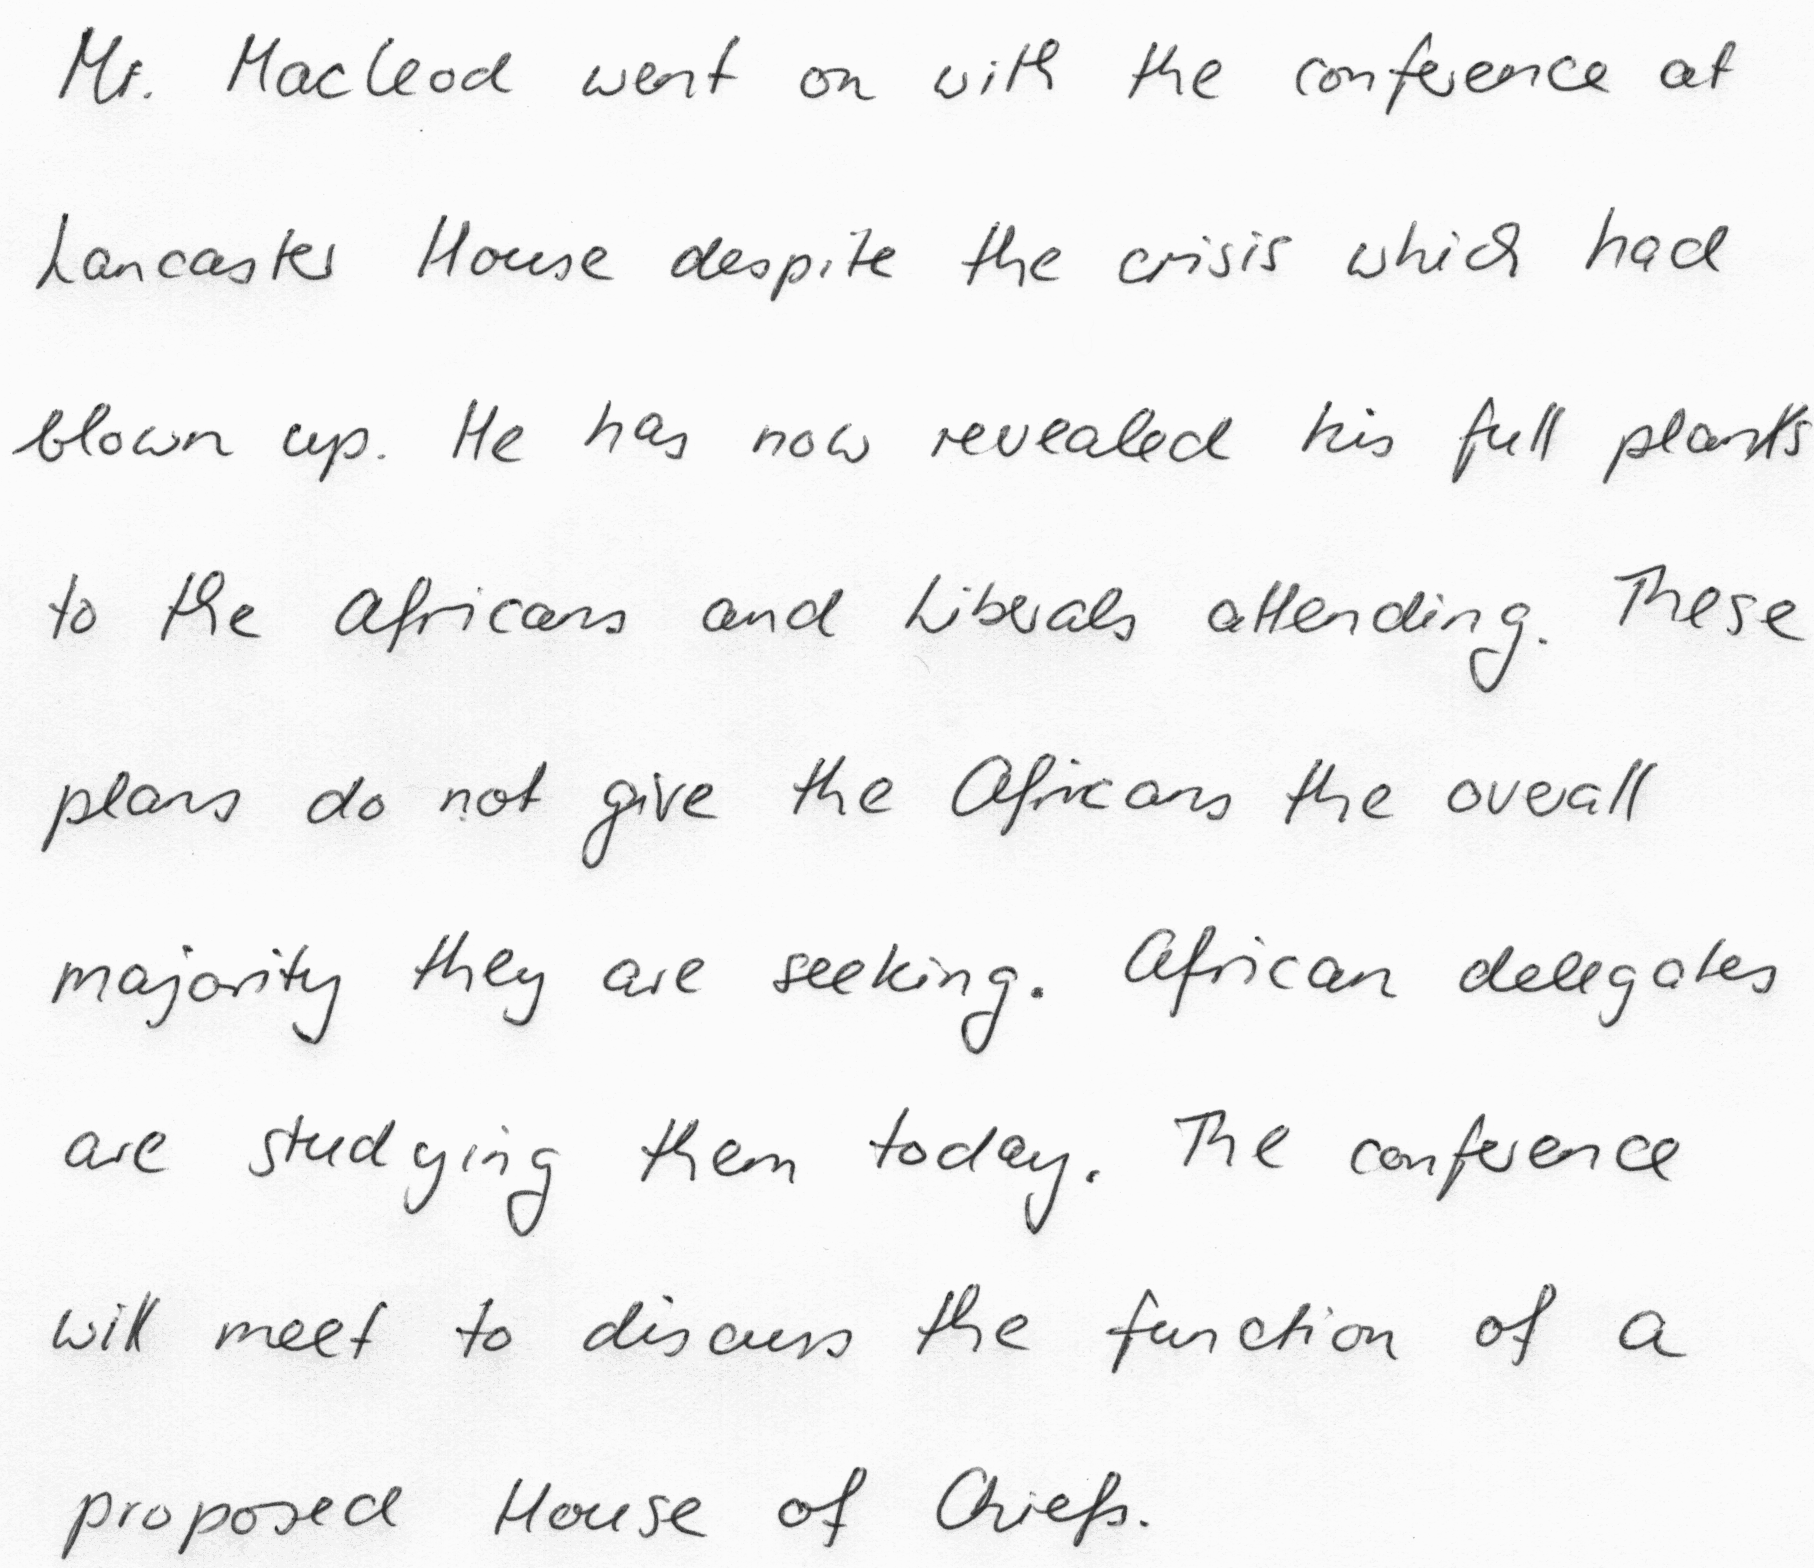 Mr. Macleod went on with the conference at
Lancaster House despite the crisis which had
blown up. He has now revealed his full plans
to the Africans and Liberals attending. These
plans do not give the Africans the overall
majority they are seeking. African delegates
are studying them today. The conference
will meet to discuss the function of a
proposed House of Chiefs.